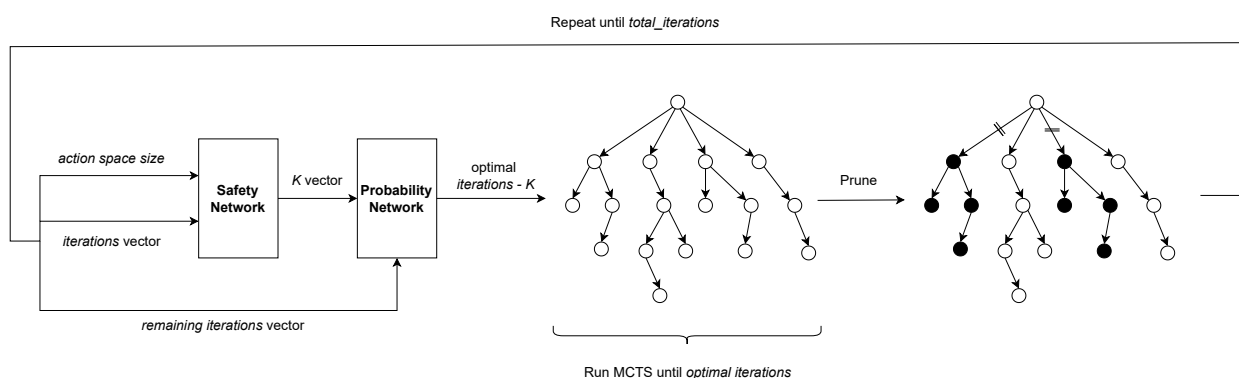 Repeat until total_iterations
action space size
iterations vector
Safety
Network
K vector
Probability
Network
optimal
iterations - K
Prune
remaining iterations vector
Run MCTS until optimal iterations